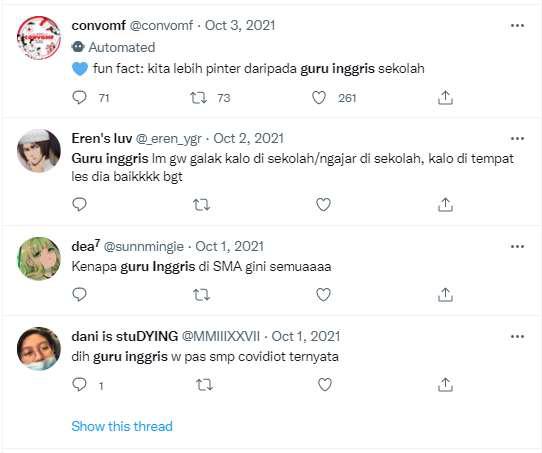 convomf @convomf · Oct 3, 2021
Automated
fun fact: kita lebih pinter daripada guru inggris sekolah
71 73 261
Eren's luv @_eren_ygr · Oct 2, 2021
Guru inggris lm gw galak kalo di sekolah/ngajar di sekolah, kalo di tempat
les dia baikkkk bgt
dea⁷ @sunnmingie · Oct 1, 2021
Kenapa guru Inggris di SMA gini semuaaaa
dani is stuDYING @MMIIIXXVII · Oct 1, 2021
dih guru inggris w pas smp covidiot ternyata
1
Show this thread